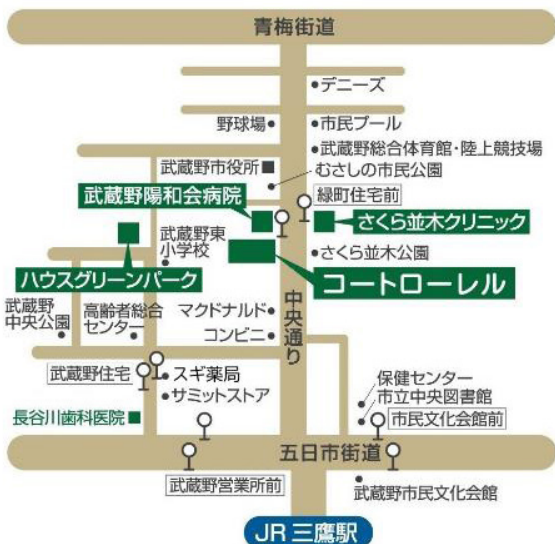 青梅街道
デニーズ
野球場
市民プール
武蔵野総合体育館・陸上競技場
武蔵野市役所
むさしの市民公園
武蔵野陽和会病院
緑町住宅前
さくら並木クリニック
武蔵野東
小学校
さくら並木公園
ハウスグリーンパーク
コートローレル
武蔵野
中央公園
高齢者総合
センター
マクドナルド
コンビニ
中央通り
武蔵野住宅
スギ薬局
サミットストア
保健センター
市立中央図書館
市民文化会館前
長谷川歯科医院
五日市街道
武蔵野営業所前
武蔵野市民文化会館
JR 三鷹駅